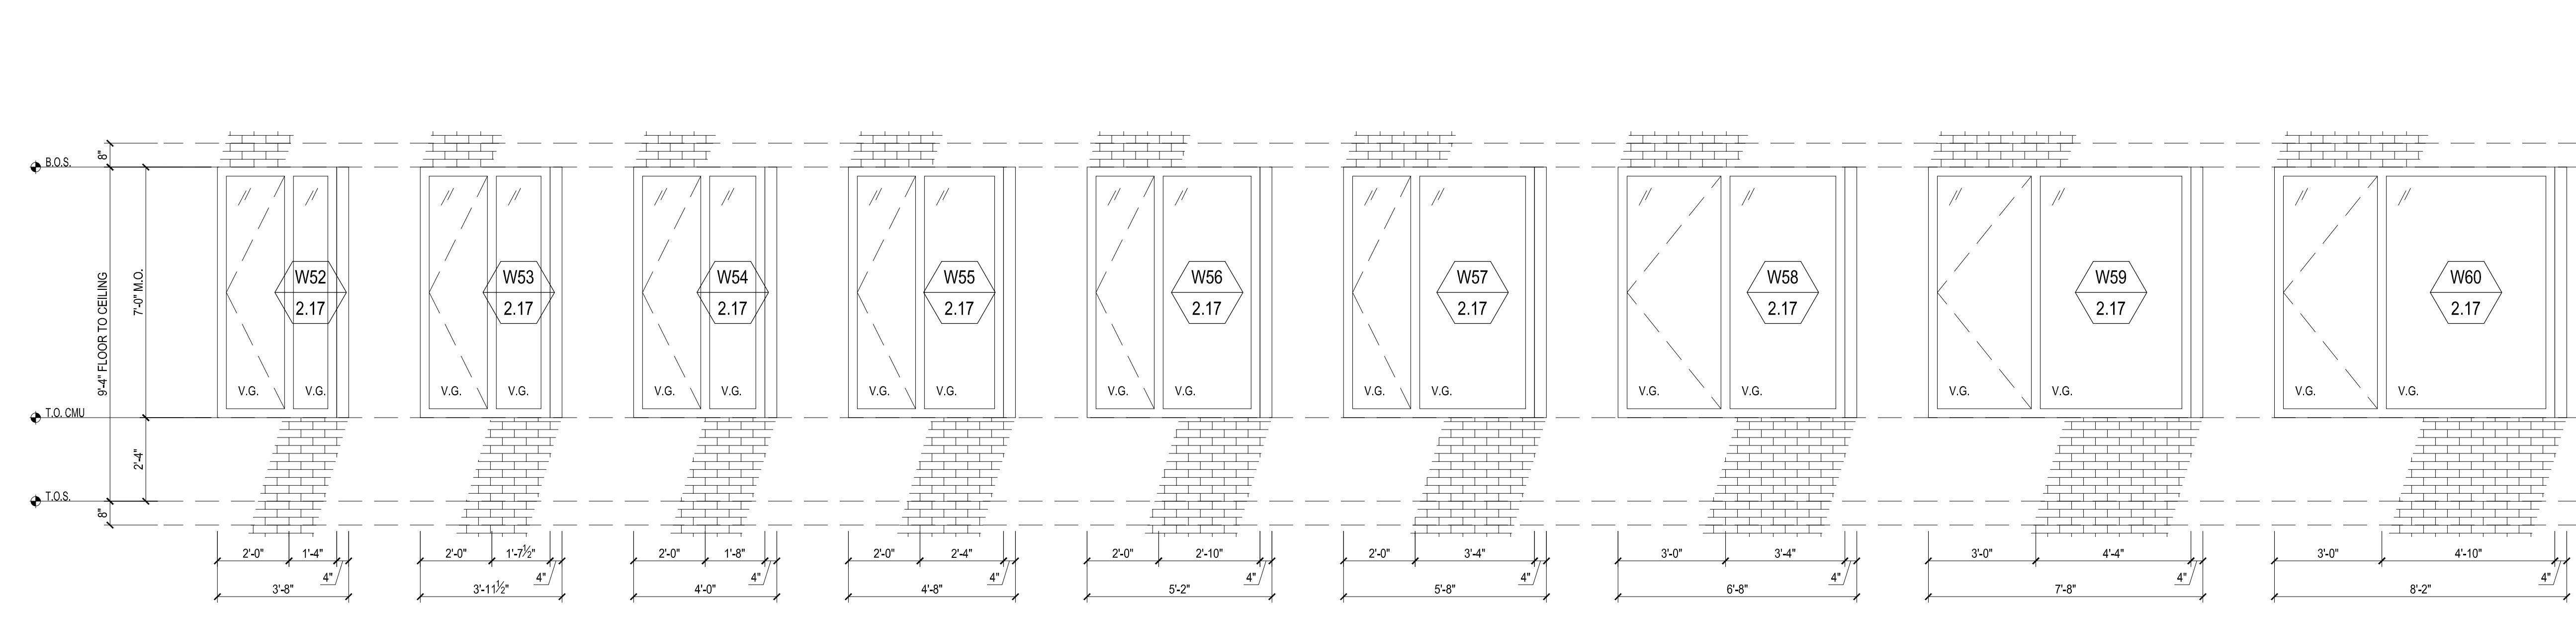 8"
B.O.S.
9'-4" FLOOR TO CEILING
7'-0" M.O.
T.O. CMU
2'-4"
T.O.S.
8"
W52
2.17
V.G.
V.G.
2'-0"
1'-4"
4"
3'-8"
W53
2.17
V.G.
V.G.
2'-0"
1'-7½"
4"
3'-11½"
W54
2.17
V.G.
V.G.
2'-0"
1'-8"
4"
4'-0"
W55
2.17
V.G.
V.G.
2'-0"
2'-4"
4"
4'-8"
W56
2.17
V.G.
V.G.
2'-0"
2'-10"
4"
5'-2"
W57
2.17
V.G.
V.G.
2'-0"
3'-4"
4"
5'-8"
W58
2.17
V.G.
V.G.
3'-0"
3'-4"
4"
6'-8"
W59
2.17
V.G.
V.G.
3'-0"
4'-4"
4"
7'-8"
W60
2.17
V.G.
V.G.
3'-0"
4'-10"
4"
8'-2"